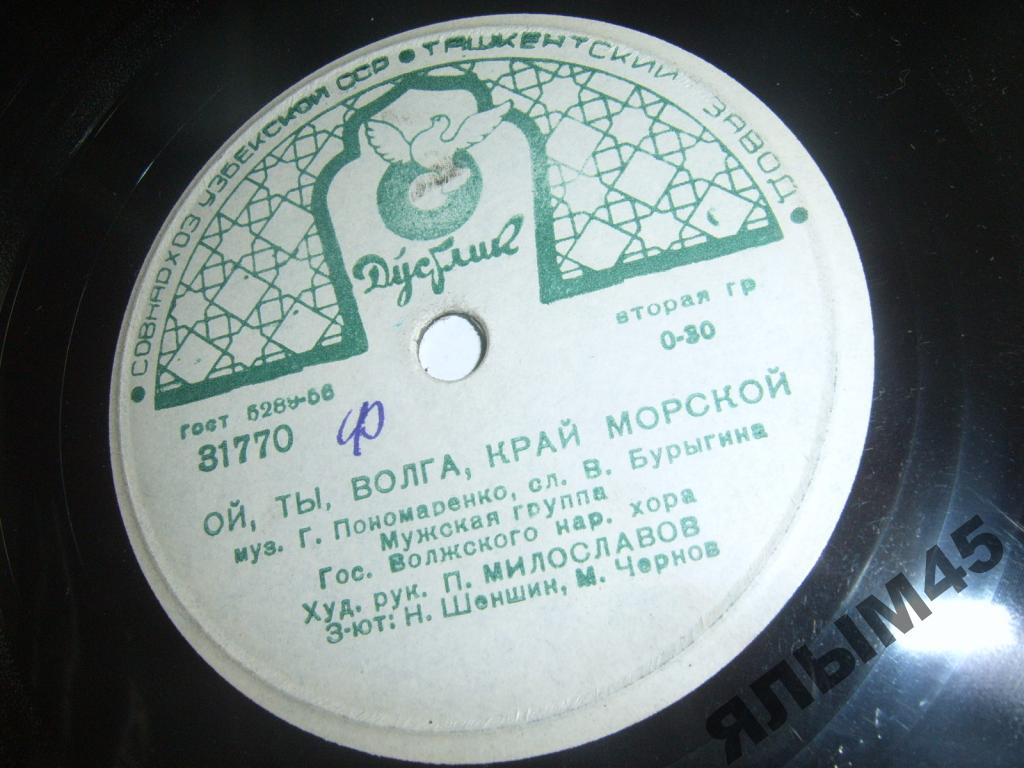 СОВНАРХОЗ УЗБЕКСКОЙ ССР • ТАШКЕНТСКИЙ ЗАВОД •
Дустлик
вторая гр
0-30
ГОСТ 5289-56
31770 Ф
ОЙ, ТЫ, ВОЛГА, КРАЙ МОРСКОЙ
муз. Г. Пономаренко, сл. В. Бурыгина
Мужская группа
Гос. Волжского нар. хора
Худ. рук. П. МИЛОСЛАВОВ
З-ют: Н. Шеншин, М. Чернов
ЯЛЫМ45